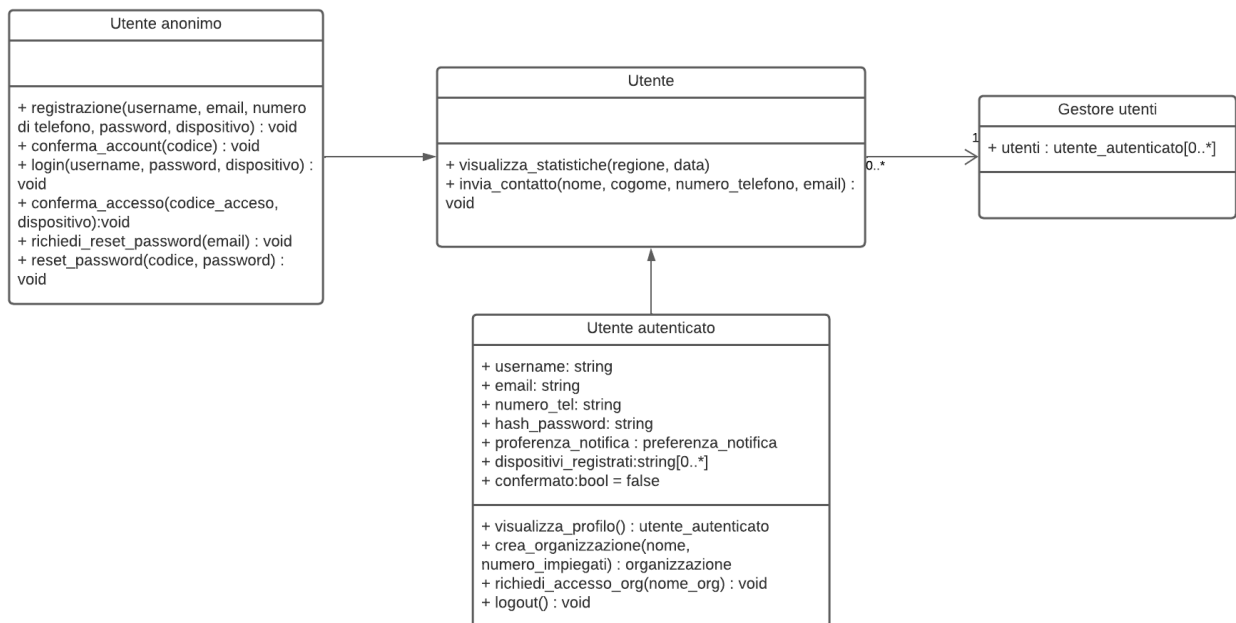 Utente anonimo
+ registrazione(username, email, numero
di telefono, password, dispositivo) : void
+ conferma_account(codice) : void
+ login(username, password, dispositivo) :
void
+ conferma_accesso(codice_acceso,
dispositivo):void
+ richiedi_reset_password(email) : void
+ reset_password(codice, password) :
void
Utente
+ visualizza_statistiche(regione, data)
+ invia_contatto(nome, cogome, numero_telefono, email) :
void
0..*
1
Gestore utenti
+ utenti : utente_autenticato[0..*]
Utente autenticato
+ username: string
+ email: string
+ numero_tel: string
+ hash_password: string
+ proferenza_notifica : preferenza_notifica
+ dispositivi_registrati:string[0..*]
+ confermato:bool = false
+ visualizza_profilo() : utente_autenticato
+ crea_organizzazione(nome,
numero_impiegati) : organizzazione
+ richiedi_accesso_org(nome_org) : void
+ logout() : void